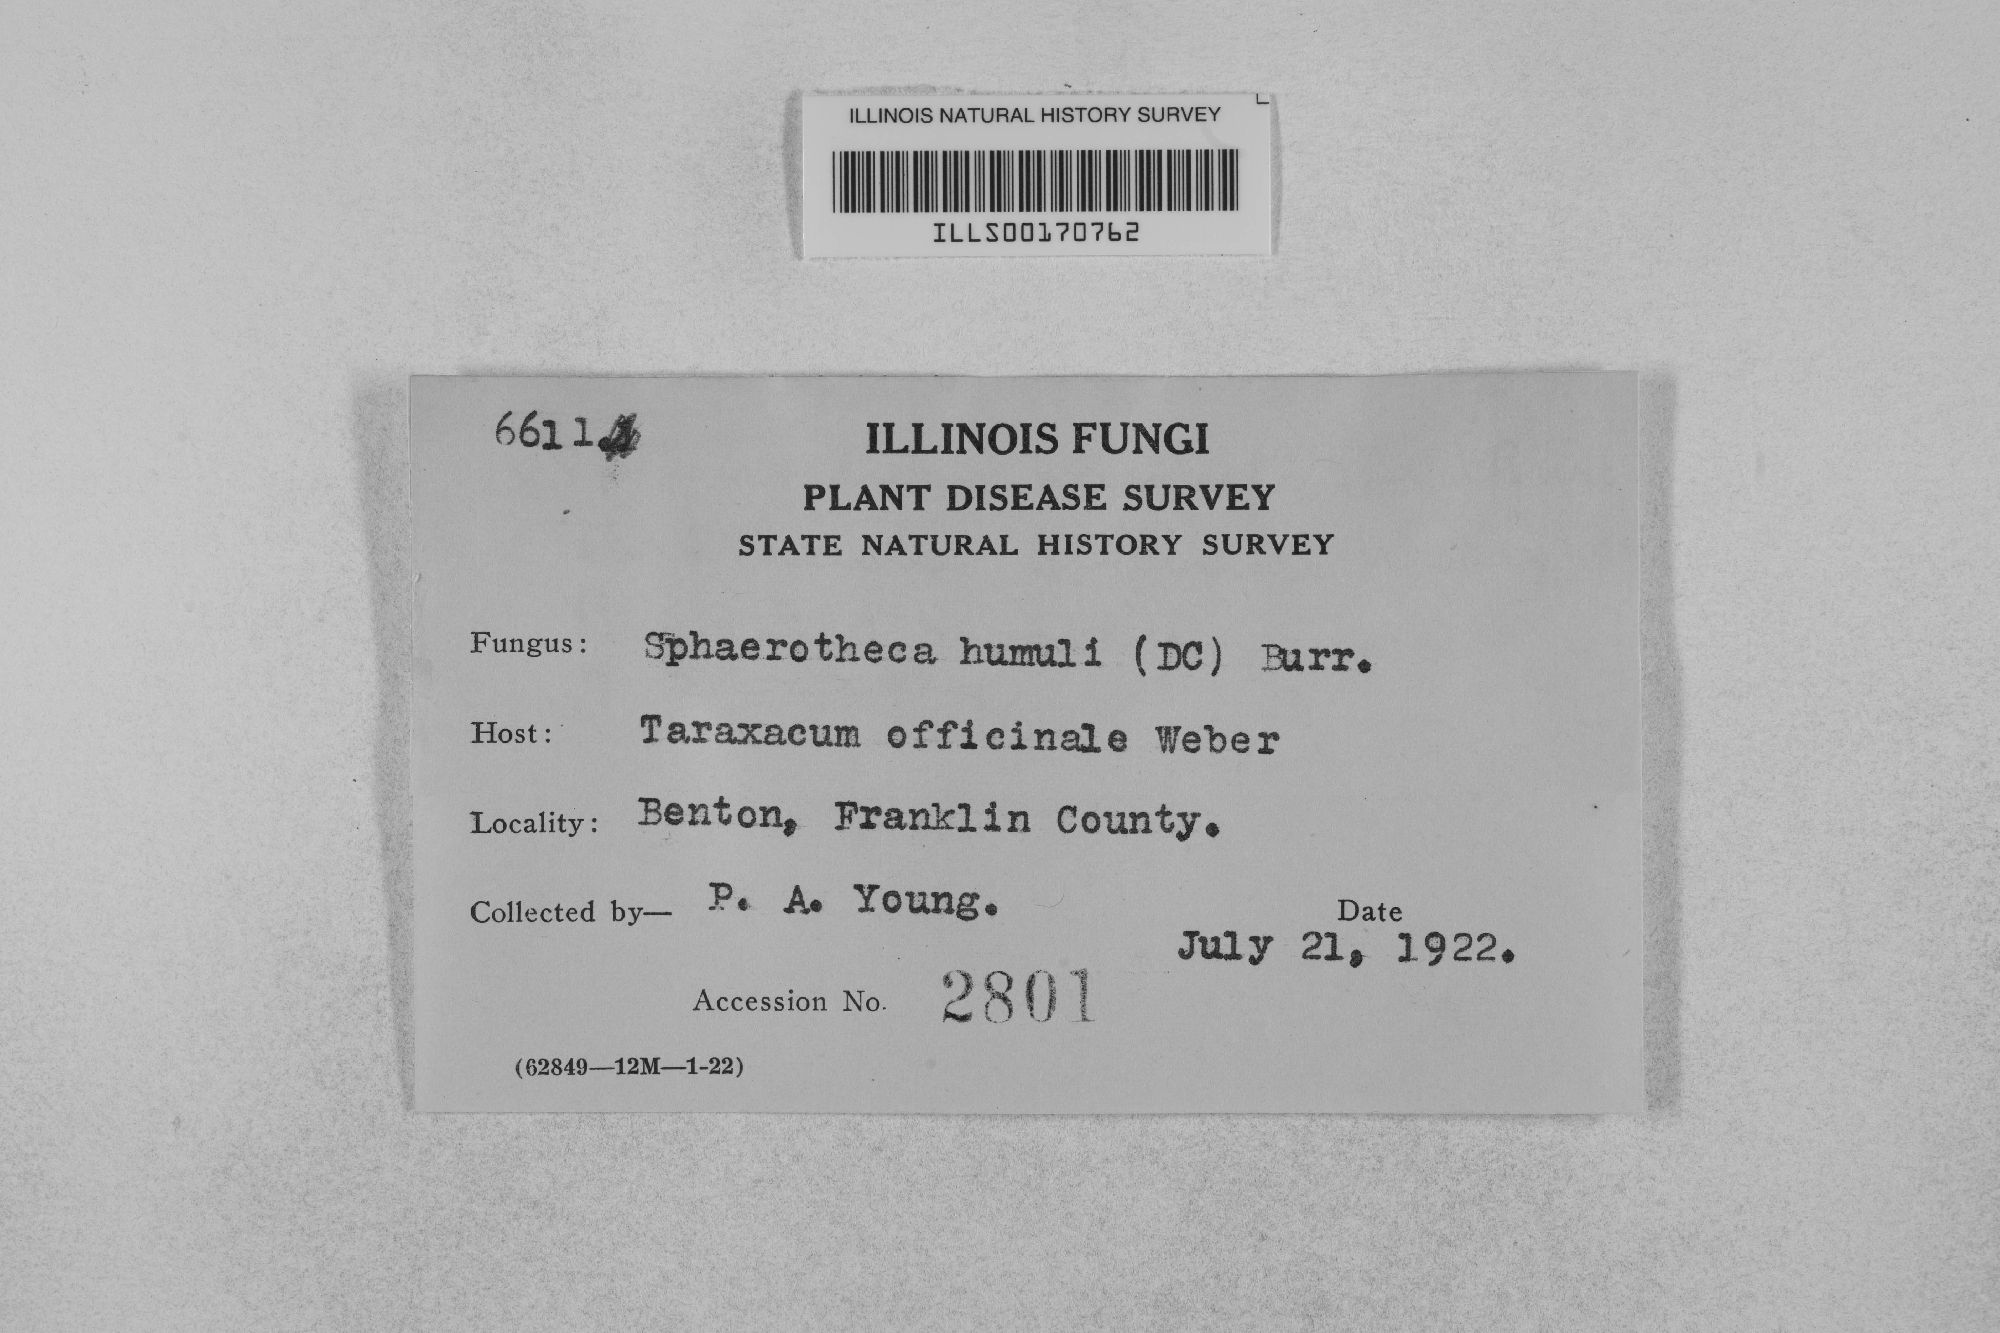 ILLINOIS NATURAL HISTORY SURVEY
ILLS00170762
6611
ILLINOIS FUNGI
PLANT DISEASE SURVEY
STATE NATURAL HISTORY SURVEY
Fungus: Sphaerotheca humuli (DC) Burr.
Host: Taraxacum officinale Weber
Locality: Benton, Franklin County.
Collected by— P. A. Young.
Date
July 21, 1922.
Accession No. 2801
(62849—12M—1-22)